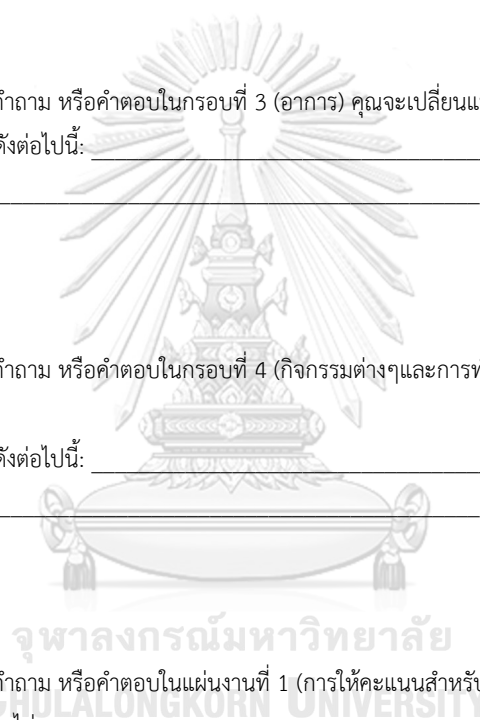 คำถาม หรือคำตอบในกรอบที่ 3 (อาการ) คุณจะเปลี่ยน
ดังต่อไปนี้:
คำถาม หรือคำตอบในกรอบที่ 4 (กิจกรรมต่างๆและการ
ดังต่อไปนี้:
จุฬาลงกรณ์มหาวิทยาลัย
คำถาม หรือคำตอบในแผ่นงานที่ 1 (การให้คะแนนสำหรับ
CHULALONGKORN UNIVERSITY